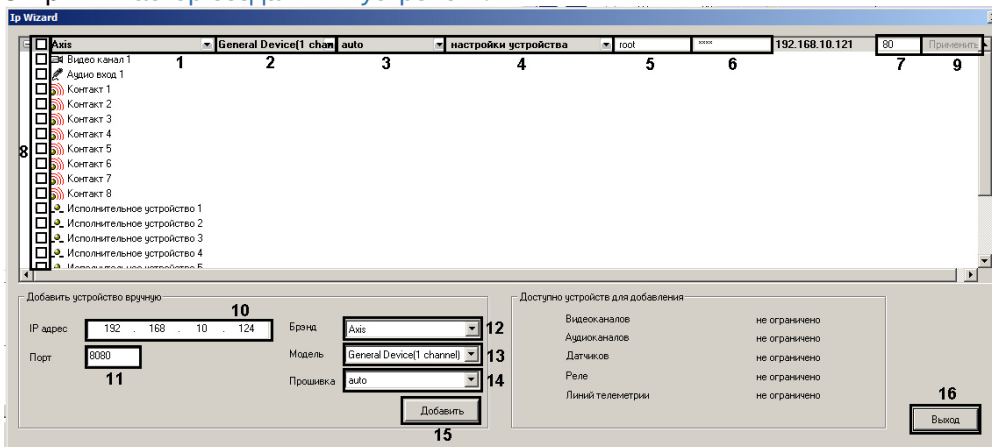 Ip Wizard
Axis General Device(1 chan auto настройки устройства root **** 192.168.10.121 80 Применить
1 2 3 4 5 6 7 9
Видео канал 1
Аудио вход 1
Контакт 1
Контакт 2
Контакт 3
Контакт 4
8 Контакт 5
Контакт 6
Контакт 7
Контакт 8
Исполнительное устройство 1
Исполнительное устройство 2
Исполнительное устройство 3
Исполнительное устройство 4
Добавить устройство вручную
10
IP адрес 192 . 168 . 10 . 124
Порт 8080
11
Брэнд Axis 12
Модель General Device(1 channel) 13
Прошивка auto 14
Добавить
15
Доступно устройств для добавления
Видеоканалов не ограничено
Аудиоканалов не ограничено
Датчиков не ограничено
Реле не ограничено
Линий телеметрии не ограничено
16
Выход